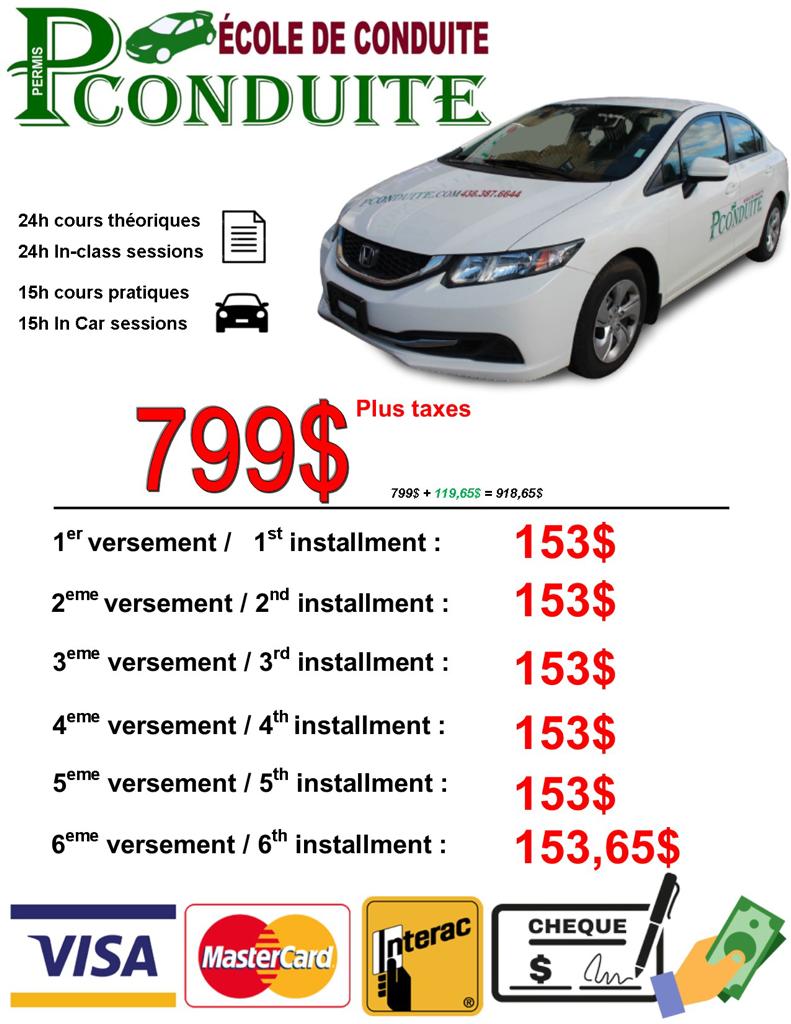 PERMIS
ÉCOLE DE CONDUITE
PCONDUITE
PCONDUITE.COM 438.387.6644
PCONDUITE
24h cours théoriques
24h In-class sessions
15h cours pratiques
15h In Car sessions
799$ Plus taxes
799$ + 119,65$ = 918,65$
1er versement / 1st installment : 153$
2eme versement / 2nd installment : 153$
3eme versement / 3rd installment : 153$
4eme versement / 4th installment : 153$
5eme versement / 5th installment : 153$
6eme versement / 6th installment : 153,65$
VISA
MasterCard
Interac
®
CHEQUE
$